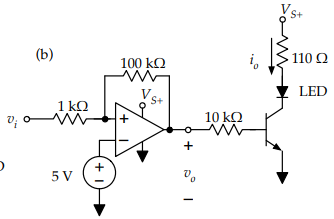 V_S+
(b)
100 kΩ
i_o
110 Ω
V_S+
LED
1 kΩ
v_i
+
10 kΩ
−
+
5 V
+
−
v_o
−